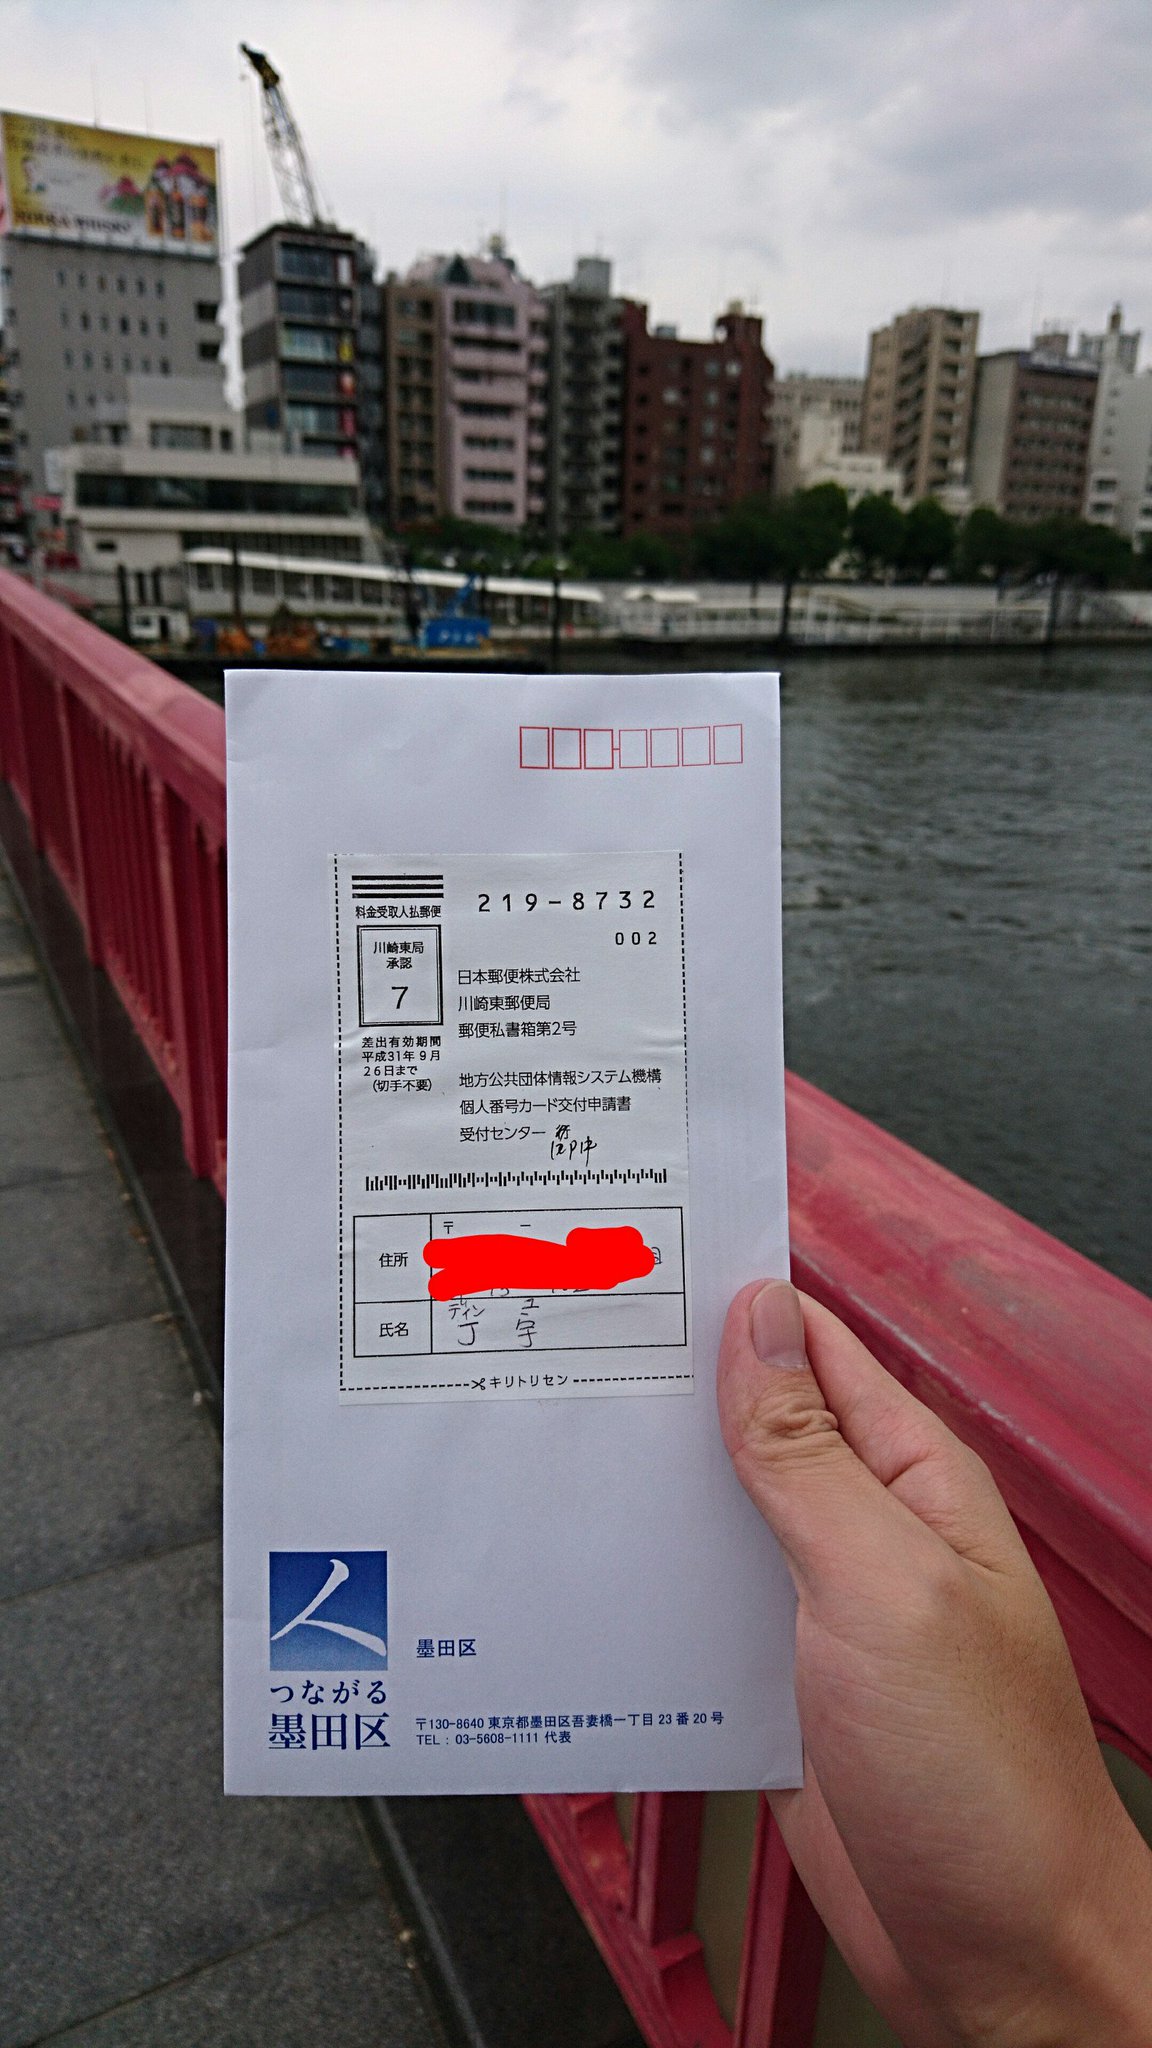 NIKKA WHISKY
219-8732
002
料金受取人払郵便
川崎東局
承認
7
差出有効期間
平成31年9月
26日まで
(切手不要)
日本郵便株式会社
川崎東郵便局
郵便私書箱第2号
地方公共団体情報システム機構
個人番号カード交付申請書
受付センター 行
御中
住所
〒 -
氏名
ディン ユ
丁 宇
キリトリセン
人
つながる
墨田区
墨田区
〒130-8640 東京都墨田区吾妻橋一丁目23番20号
TEL : 03-5608-1111 代表